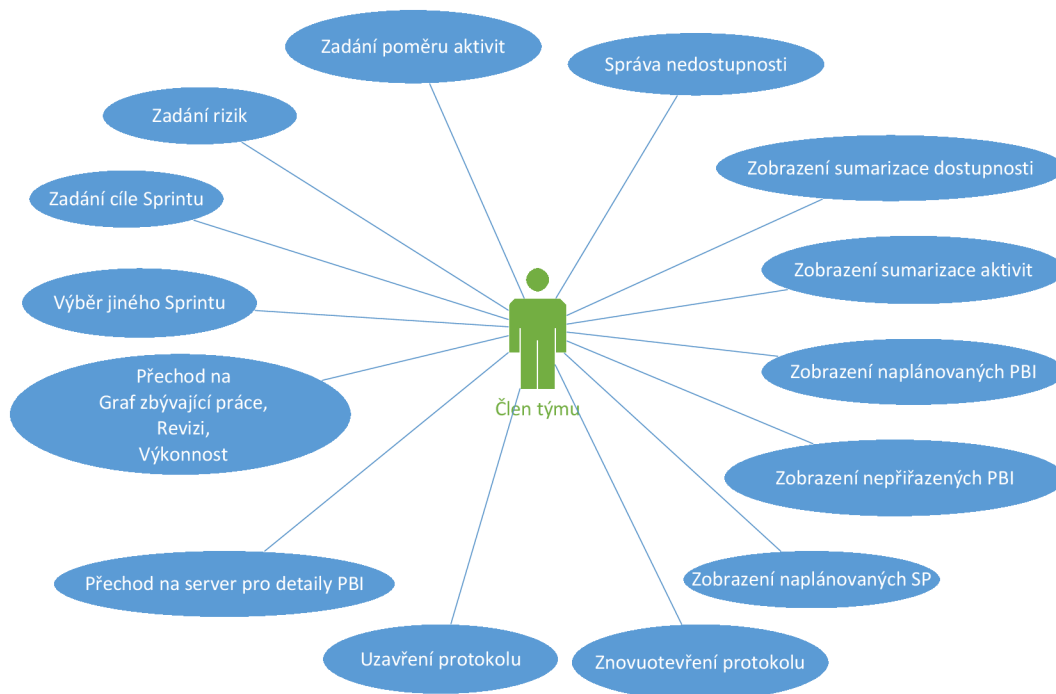 Zadání poměru aktivit
Správa nedostupnosti
Zadání rizik
Zobrazení sumarizace dostupnosti
Zadání cíle Sprintu
Zobrazení sumarizace aktivit
Výběr jiného Sprintu
Přechod na
Graf zbývající práce,
Revizi,
Výkonnost
Zobrazení naplánovaných PBI
Člen týmu
Zobrazení nepřiřazených PBI
Přechod na server pro detaily PBI
Zobrazení naplánovaných SP
Uzavření protokolu
Znovuotevření protokolu